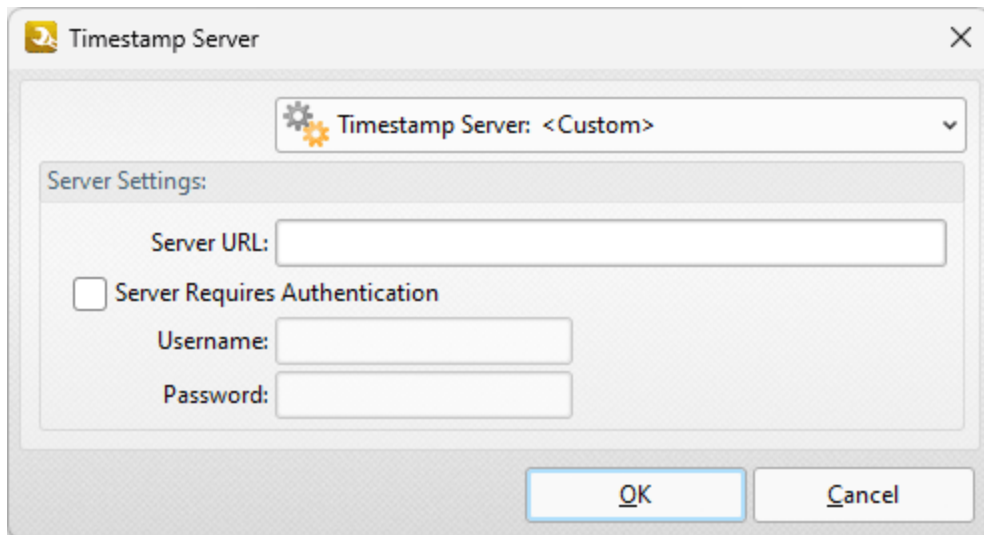 Timestamp Server
Timestamp Server: <Custom>
Server Settings:
Server URL:
Server Requires Authentication
Username:
Password:
OK Cancel